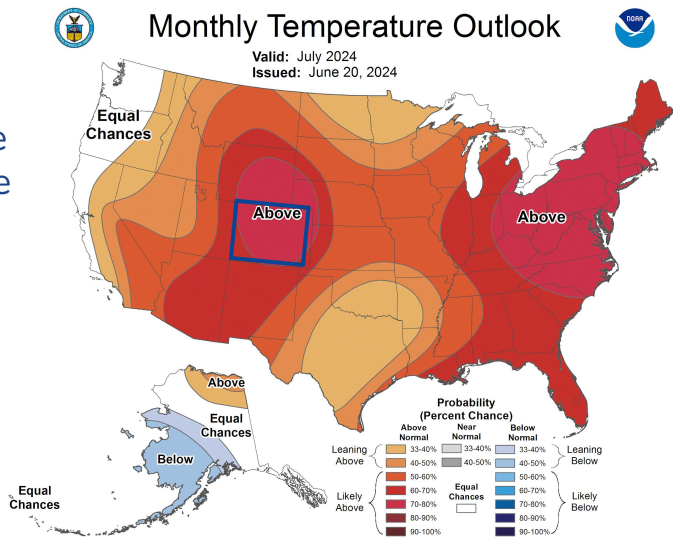 Monthly Temperature Outlook
NOAA
Valid: July 2024
Issued: June 20, 2024
Equal
Chances
e
e
Above
Above
Above
Equal
Chances
Below
Equal
Chances
Probability
(Percent Chance)
Above
Normal
Near
Normal
Below
Normal
Leaning
Above
33-40%
33-40%
33-40%
Leaning
Below
40-50%
40-50%
40-50%
Likely
Above
50-60%
Equal
Chances
50-60%
Likely
Below
60-70%
60-70%
70-80%
70-80%
80-90%
80-90%
90-100%
90-100%